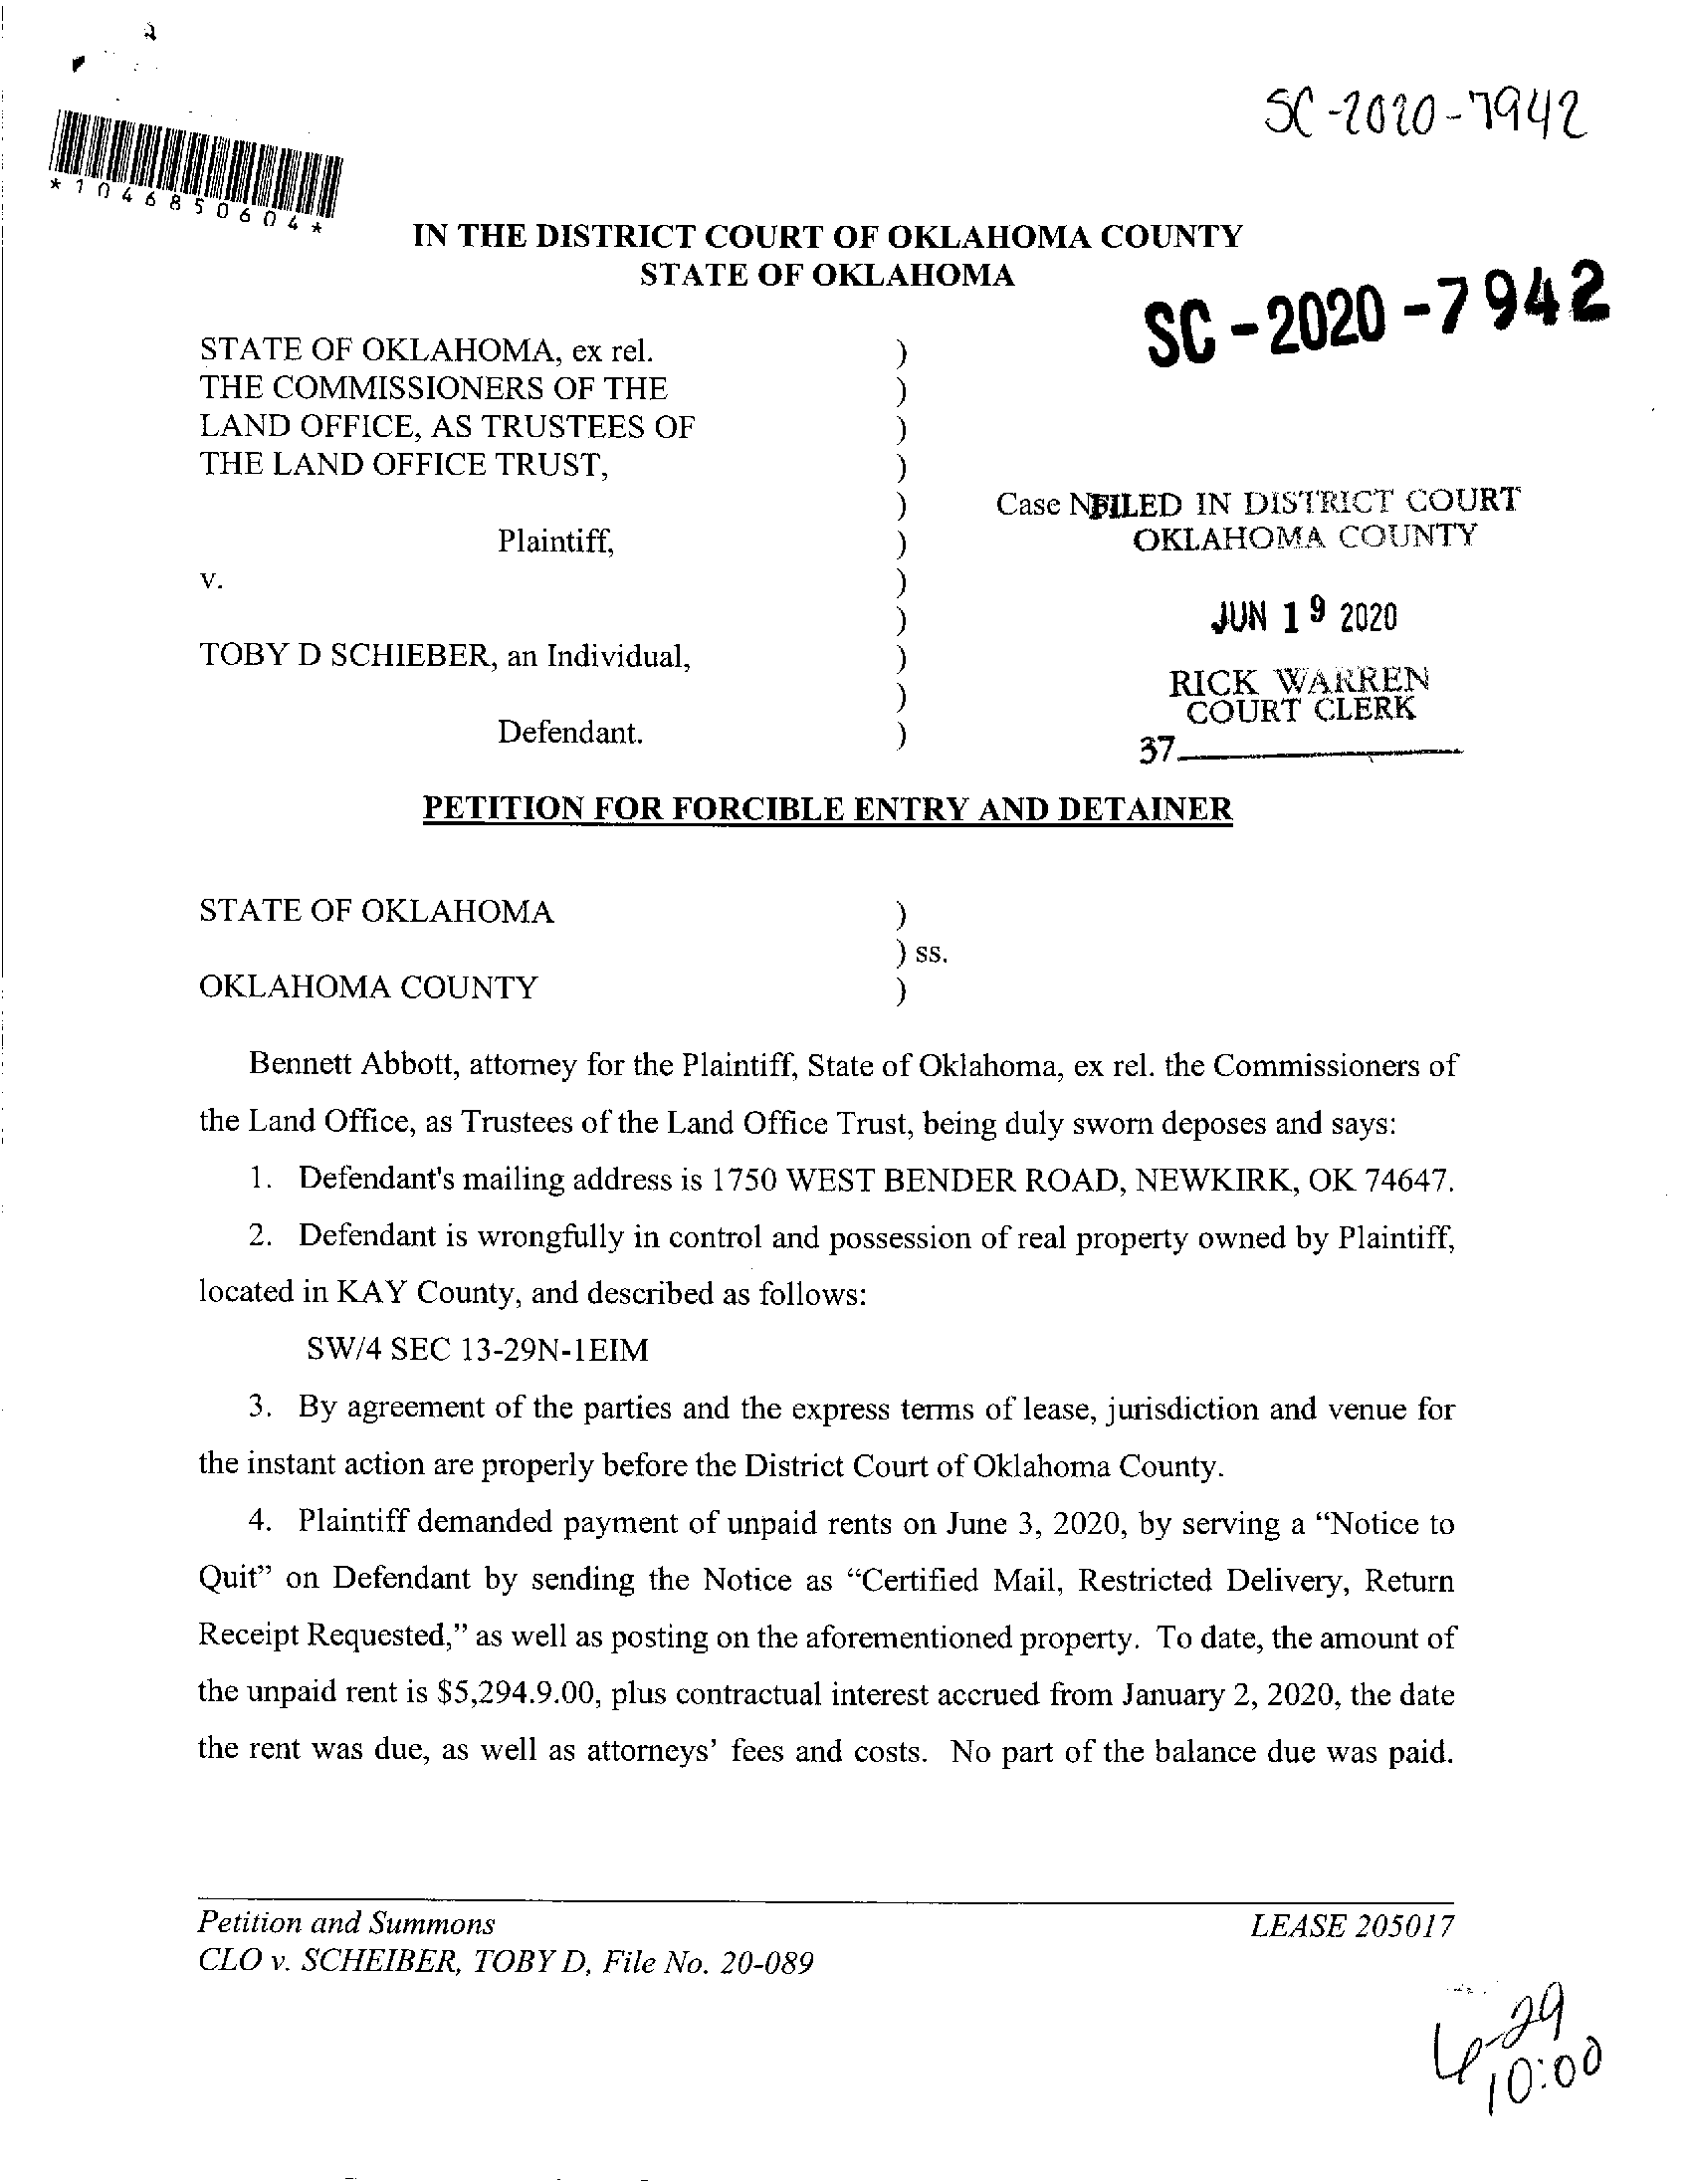 SC-2020-7942
*1046850604*
IN THE DISTRICT COURT OF OKLAHOMA COUNTY
STATE OF OKLAHOMA
SC-2020-7942
STATE OF OKLAHOMA, ex rel. )
THE COMMISSIONERS OF THE )
LAND OFFICE, AS TRUSTEES OF )
THE LAND OFFICE TRUST, )
) Case N
FILED IN DISTRICT COURT
Plaintiff, )
OKLAHOMA COUNTY
v. )
)
JUN 19 2020
TOBY D SCHIEBER, an Individual, )
)
RICK WARREN
COURT CLERK
Defendant. )
37
PETITION FOR FORCIBLE ENTRY AND DETAINER
STATE OF OKLAHOMA )
) ss.
OKLAHOMA COUNTY )
Bennett Abbott, attorney for the Plaintiff, State of Oklahoma, ex rel. the Commissioners of
the Land Office, as Trustees of the Land Office Trust, being duly sworn deposes and says:
1. Defendant's mailing address is 1750 WEST BENDER ROAD, NEWKIRK, OK 74647.
2. Defendant is wrongfully in control and possession of real property owned by Plaintiff,
located in KAY County, and described as follows:
SW/4 SEC 13-29N-1EIM
3. By agreement of the parties and the express terms of lease, jurisdiction and venue for
the instant action are properly before the District Court of Oklahoma County.
4. Plaintiff demanded payment of unpaid rents on June 3, 2020, by serving a “Notice to
Quit” on Defendant by sending the Notice as “Certified Mail, Restricted Delivery, Return
Receipt Requested,” as well as posting on the aforementioned property. To date, the amount of
the unpaid rent is $5,294.9.00, plus contractual interest accrued from January 2, 2020, the date
the rent was due, as well as attorneys’ fees and costs. No part of the balance due was paid.
Petition and Summons LEASE 205017
CLO v. SCHEIBER, TOBY D, File No. 20-089
6-29
10:00